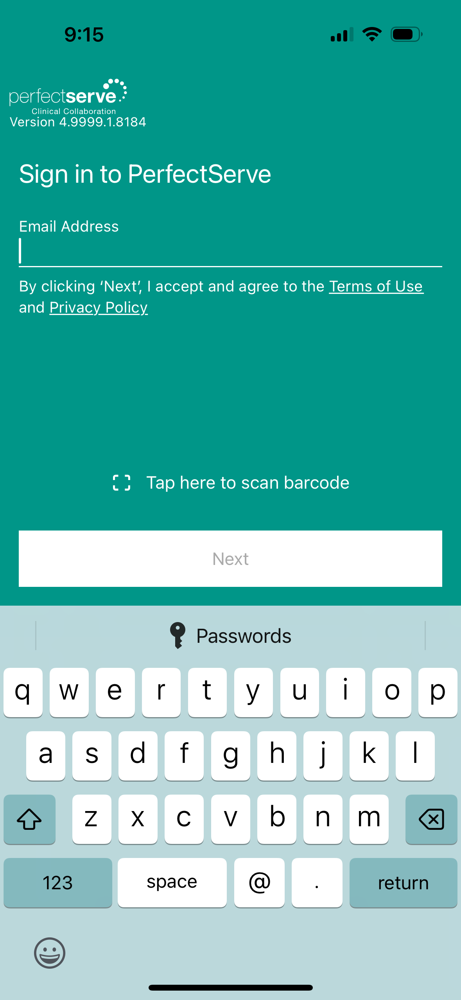 9:15
perfectserve
Clinical Collaboration
Version 4.9999.1.8184
Sign in to PerfectServe
Email Address
By clicking ‘Next’, I accept and agree to the Terms of Use
and Privacy Policy
Tap here to scan barcode
Next
Passwords
q w e r t y u i o p
a s d f g h j k l
z x c v b n m
123 space @ . return